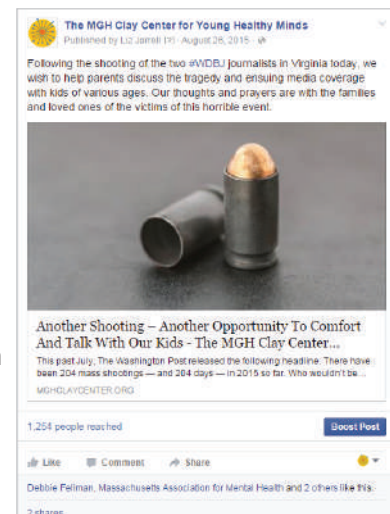 The MGH Clay Center for Young Healthy Minds
Published by Liz Jarrell [?] · August 26, 2015 ·
Following the shooting of the two #WDBJ journalists in Virginia today, we
wish to help parents discuss the tragedy and ensuing media coverage
with kids of various ages. Our thoughts and prayers are with the families
and loved ones of the victims of this horrible event.
Another Shooting – Another Opportunity To Comfort
And Talk With Our Kids - The MGH Clay Center...
This past July, The Washington Post released the following headline: There have
been 204 mass shootings — and 204 days — in 2015 so far. Who wouldn't be...
MGHCLAYCENTER.ORG
1,254 people reached
Boost Post
Like Comment Share
Debbie Fellman, Massachusetts Association for Mental Health and 2 others like this.
2 shares